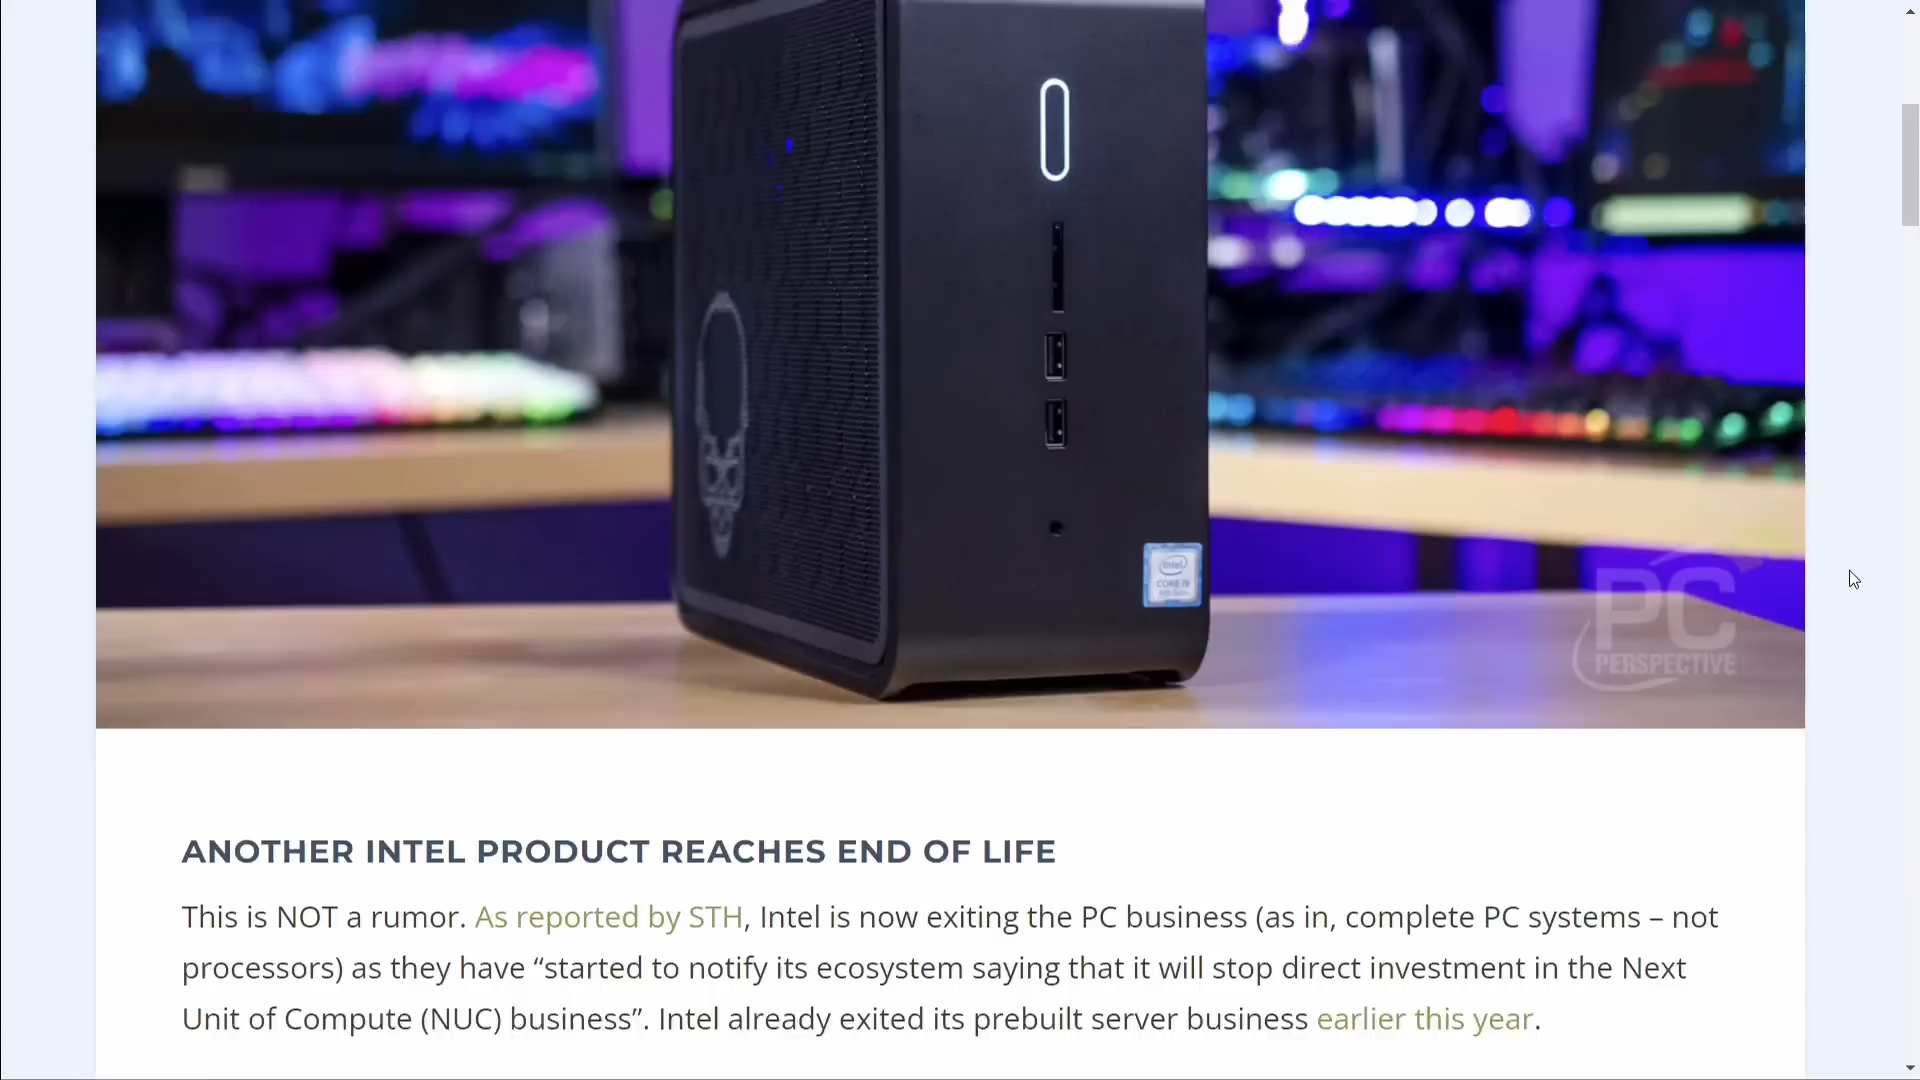 intel
CORE i9
PC
PERSPECTIVE
ANOTHER INTEL PRODUCT REACHES END OF LIFE
This is NOT a rumor. As reported by STH, Intel is now exiting the PC business (as in, complete PC systems – not
processors) as they have “started to notify its ecosystem saying that it will stop direct investment in the Next
Unit of Compute (NUC) business”. Intel already exited its prebuilt server business earlier this year.